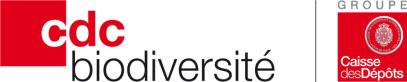 cdc
biodiversité
GROUPE
Caisse
desDépôts